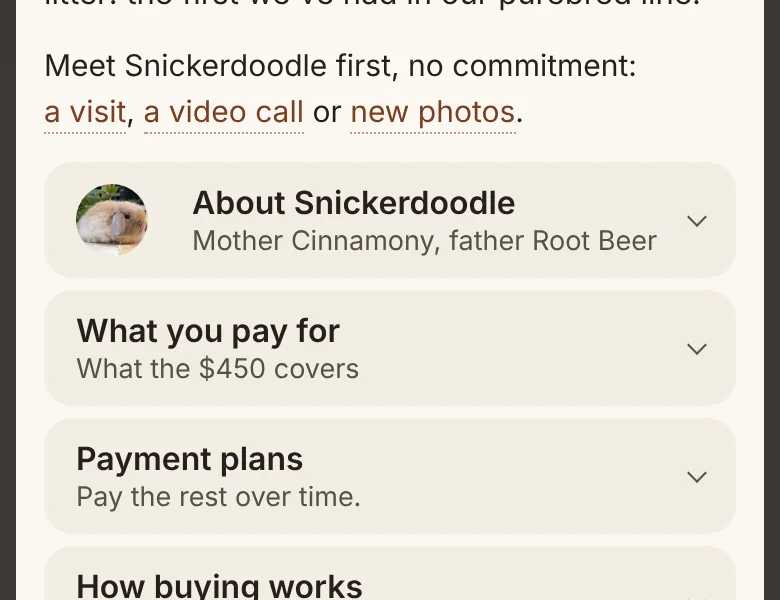 Meet Snickerdoodle first, no commitment:
a visit, a video call or new photos.
About Snickerdoodle
Mother Cinnamony, father Root Beer
What you pay for
What the $450 covers
Payment plans
Pay the rest over time.
How buying works